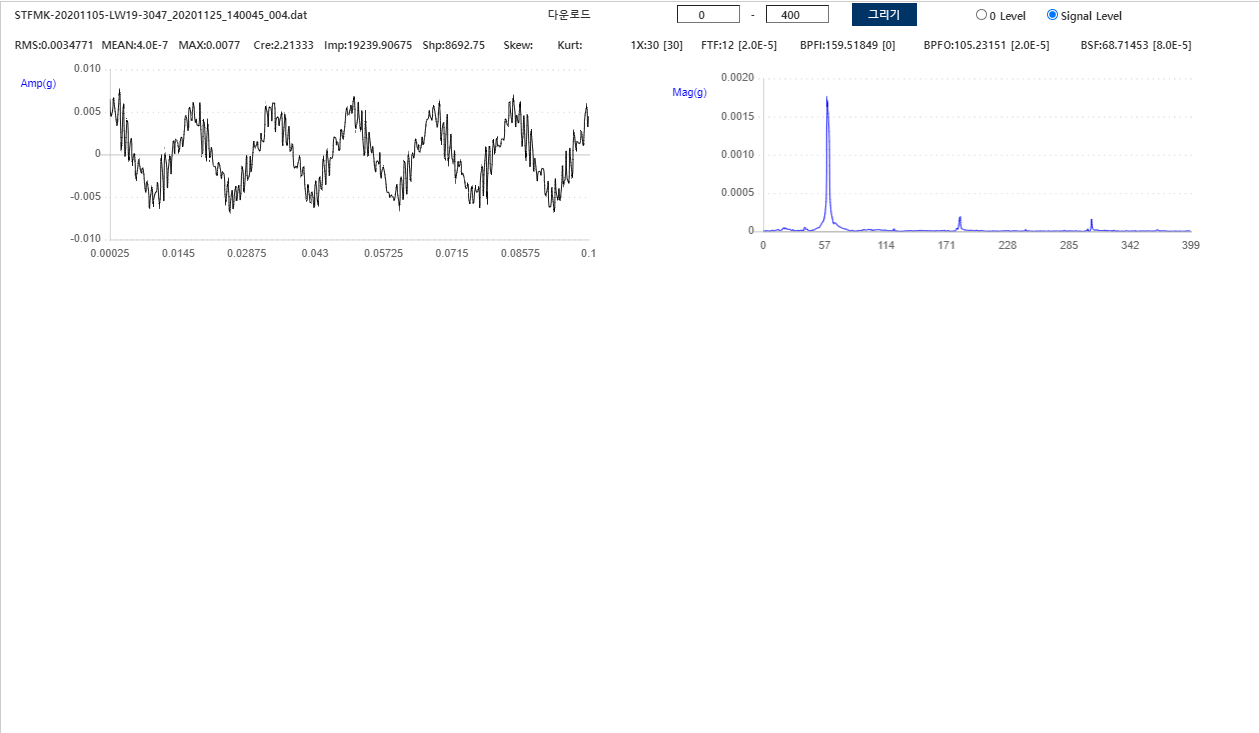 STFMK-20201105-LW19-3047_20201125_140045_004.dat 다운로드 0 - 400 그리기 0 Level Signal Level
RMS:0.0034771 MEAN:4.0E-7 MAX:0.0077 Cre:2.21333 Imp:19239.90675 Shp:8692.75 Skew: Kurt: 1X:30 [30] FTF:12 [2.0E-5] BPFI:159.51849 [0] BPFO:105.23151 [2.0E-5] BSF:68.71453 [8.0E-5]
Amp(g)
0.010
0.005
0
-0.005
-0.010
0.00025 0.0145 0.02875 0.043 0.05725 0.0715 0.08575 0.1
Mag(g)
0.0020
0.0015
0.0010
0.0005
0
0 57 114 171 228 285 342 399